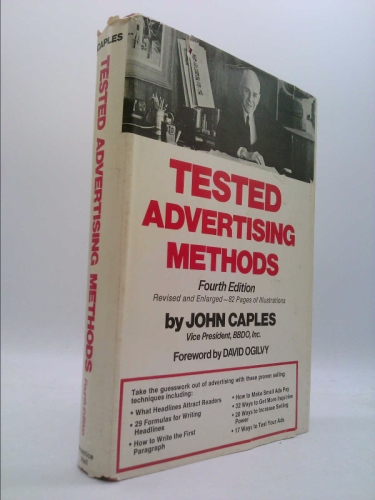 CAPLES
TESTED ADVERTISING METHODS
Fourth Edition
TESTED
ADVERTISING
METHODS
Fourth Edition
Revised and Enlarged—82 Pages of Illustrations
by JOHN CAPLES
Vice President, BBDO, Inc.
Foreword by DAVID OGILVY
Take the guesswork out of advertising with these proven selling
techniques including:
• What Headlines Attract Readers
• 29 Formulas for Writing
Headlines
• How to Write the First
Paragraph
• How to Make Small Ads Pay
• 32 Ways to Get More Inquiries
• 20 Ways to Increase Selling
Power
• 17 Ways to Test Your Ads